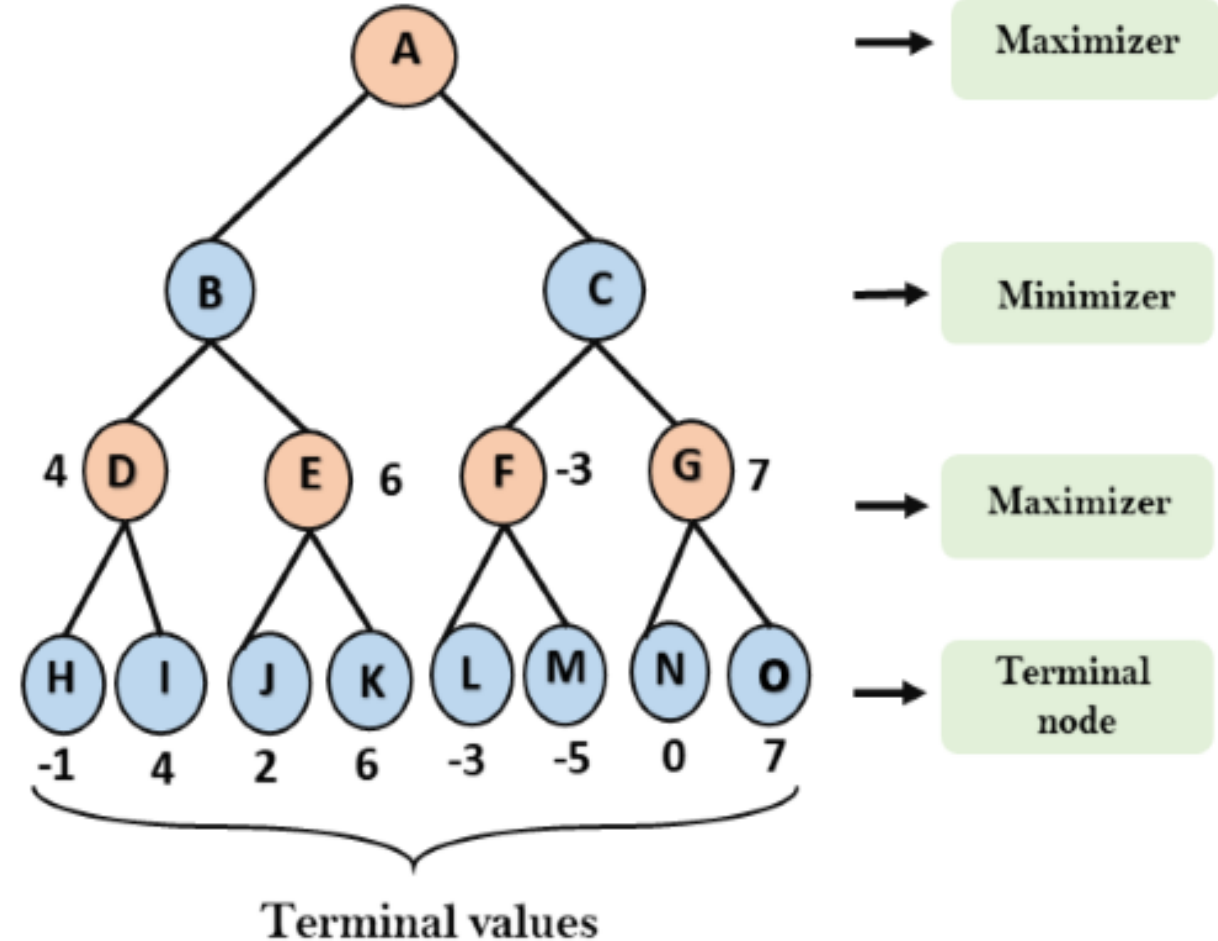 A
Maximizer
B
C
Minimizer
4 D
E 6
F -3
G 7
Maximizer
H I J K L M N O
Terminal
node
-1 4 2 6 -3 -5 0 7
Terminal values